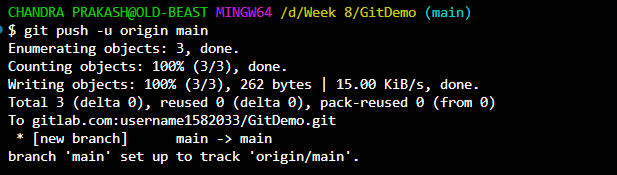 CHANDRA PRAKASH@OLD-BEAST MINGW64 /d/Week 8/GitDemo (main)
$ git push -u origin main
Enumerating objects: 3, done.
Counting objects: 100% (3/3), done.
Writing objects: 100% (3/3), 262 bytes | 15.00 KiB/s, done.
Total 3 (delta 0), reused 0 (delta 0), pack-reused 0 (from 0)
To gitlab.com:username1582033/GitDemo.git
 * [new branch]      main -> main
branch 'main' set up to track 'origin/main'.